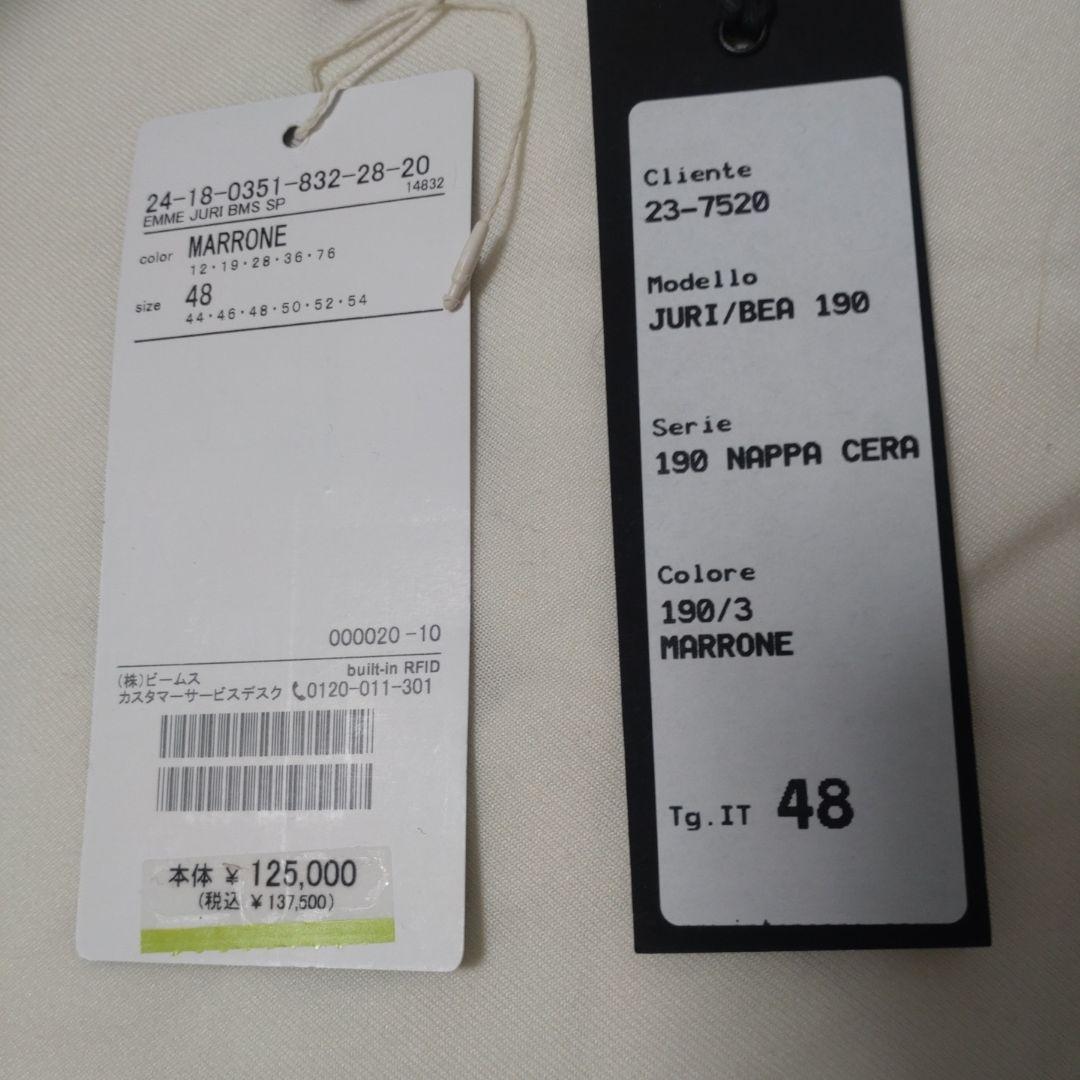 24-18-0351-832-28-20
EMME JURI BMS SP 14832
color MARRONE
12・19・28・36・76
size 48
44・46・48・50・52・54
000020-10
built-in RFID
(株)ビームス
カスタマーサービスデスク 0120-011-301
本体 ¥ 125,000
(税込 ¥ 137,500)
Cliente
23-7520
Modello
JURI/BEA 190
Serie
190 NAPPA CERA
Colore
190/3
MARRONE
Tg.IT 48